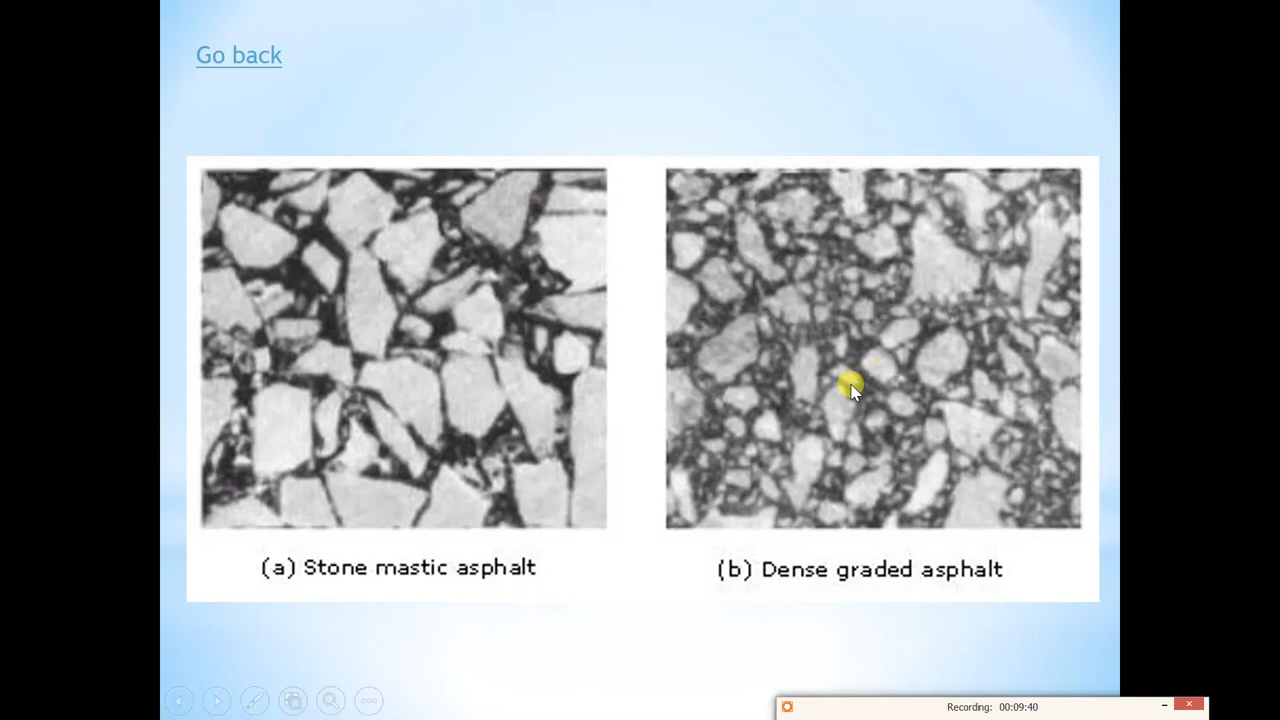 Go back
(a) Stone mastic asphalt
(b) Dense graded asphalt
Recording: 00:09:40